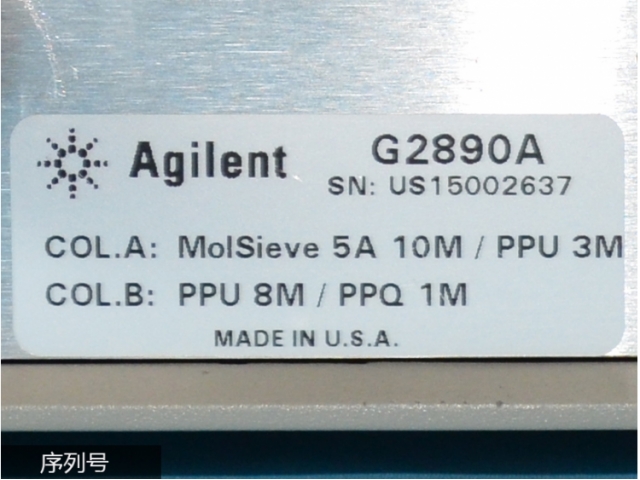 Agilent
G2890A
SN: US15002637
COL.A: MolSieve 5A 10M / PPU 3M
COL.B: PPU 8M / PPQ 1M
MADE IN U.S.A.
序列号